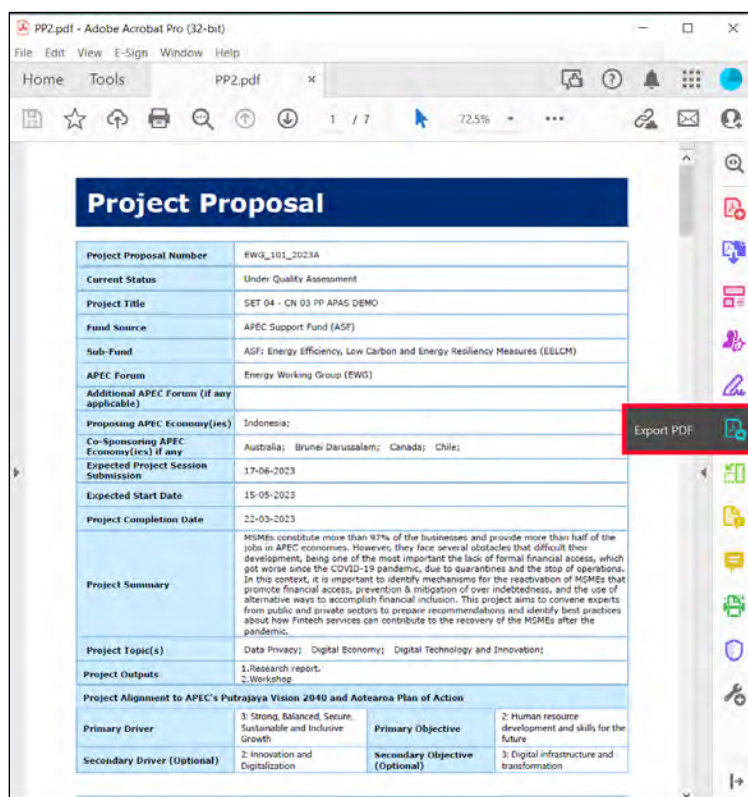 PP2.pdf - Adobe Acrobat Pro (32-bit)
File Edit View E-Sign Window Help
Home Tools PP2.pdf ×
1 / 7 72.5%
Project Proposal
Project Proposal Number EWG_101_2023A
Current Status Under Quality Assessment
Project Title SET 04 - CN 03 PP APAS DEMO
Fund Source APEC Support Fund (ASF)
Sub-Fund ASF: Energy Efficiency, Low Carbon and Energy Resiliency Measures (EELCM)
APEC Forum Energy Working Group (EWG)
Additional APEC Forum (if any
applicable)
Proposing APEC Economy(ies) Indonesia;
Export PDF
Co-Sponsoring APEC
Economy(ies) if any
Australia; Brunei Darussalam; Canada; Chile;
Expected Project Session
Submission
17-06-2023
Expected Start Date 15-05-2023
Project Completion Date 22-03-2023
Project Summary
MSMEs constitute more than 97% of the businesses and provide more than half of the
jobs in APEC economies. However, they face several obstacles that difficult their
development, being one of the most important the lack of formal financial access, which
got worse since the COVID-19 pandemic, due to quarantines and the stop of operations.
In this context, it is important to identify mechanisms for the reactivation of MSMEs that
promote financial access, prevention & mitigation of over indebtedness, and the use of
alternative ways to accomplish financial inclusion. This project aims to convene experts
from public and private sectors to prepare recommendations and identify best practices
about how Fintech services can contribute to the recovery of the MSMEs after the
pandemic.
Project Topic(s) Data Privacy; Digital Economy; Digital Technology and Innovation;
Project Outputs
1.Research report.
2.Workshop
Project Alignment to APEC's Putrajaya Vision 2040 and Aotearoa Plan of Action
Primary Driver
3: Strong, Balanced, Secure,
Sustainable and Inclusive
Growth
Primary Objective
2: Human resource
development and skills for the
future
Secondary Driver (Optional)
2: Innovation and
Digitalization
Secondary Objective
(Optional)
3: Digital infrastructure and
transformation